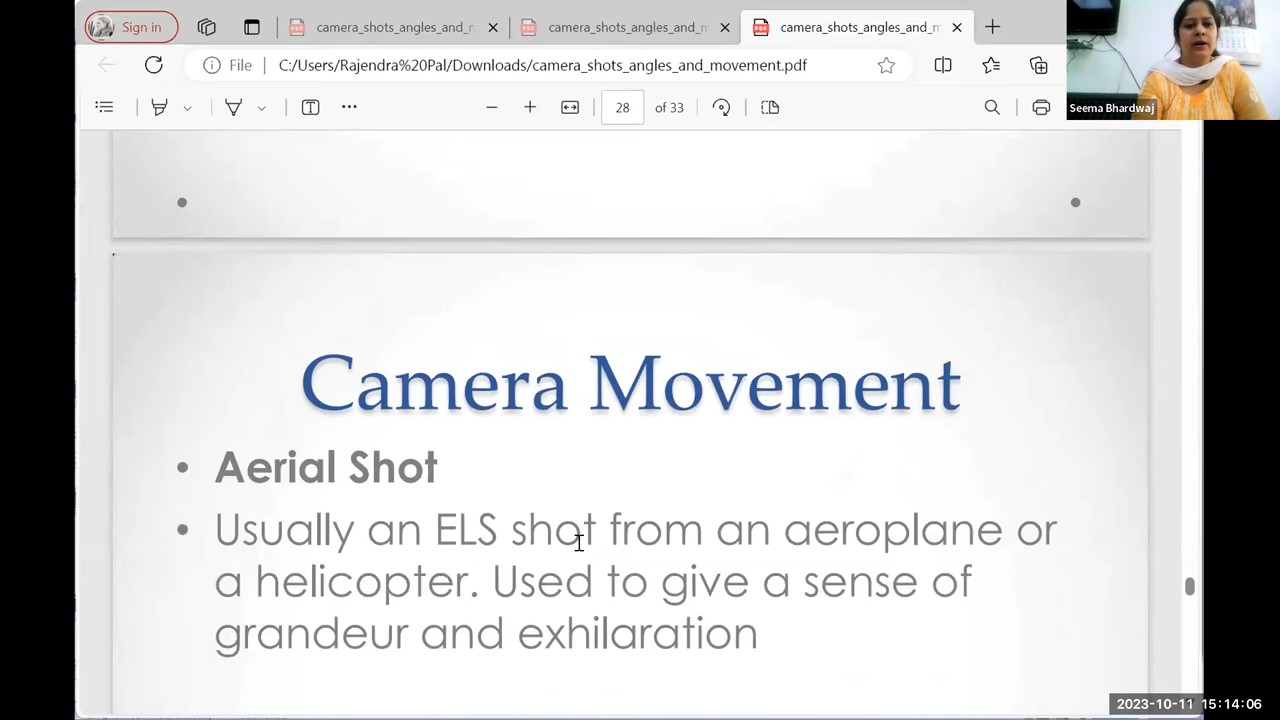 Sign in
camera_shots_angles_and_n
camera_shots_angles_and_m
camera_shots_angles_and_m
File
C:/Users/Rajendra%20Pal/Downloads/camera_shots_angles_and_movement.pdf
28 of 33
Seema Bhardwaj
Camera Movement
• Aerial Shot
• Usually an ELS shot from an aeroplane or
a helicopter. Used to give a sense of
grandeur and exhilaration
2023-10-11 15:14:06